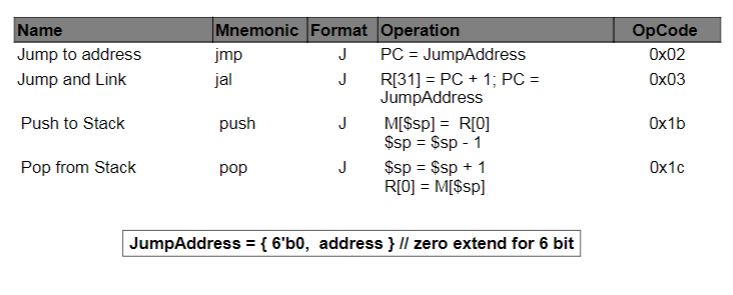 Name Mnemonic Format Operation OpCode
Jump to address jmp J PC = JumpAddress 0x02
Jump and Link jal J R[31] = PC + 1; PC = 0x03
JumpAddress
Push to Stack push J M[$sp] = R[0] 0x1b
$sp = $sp - 1
Pop from Stack pop J $sp = $sp + 1 0x1c
R[0] = M[$sp]
JumpAddress = { 6'b0, address } // zero extend for 6 bit